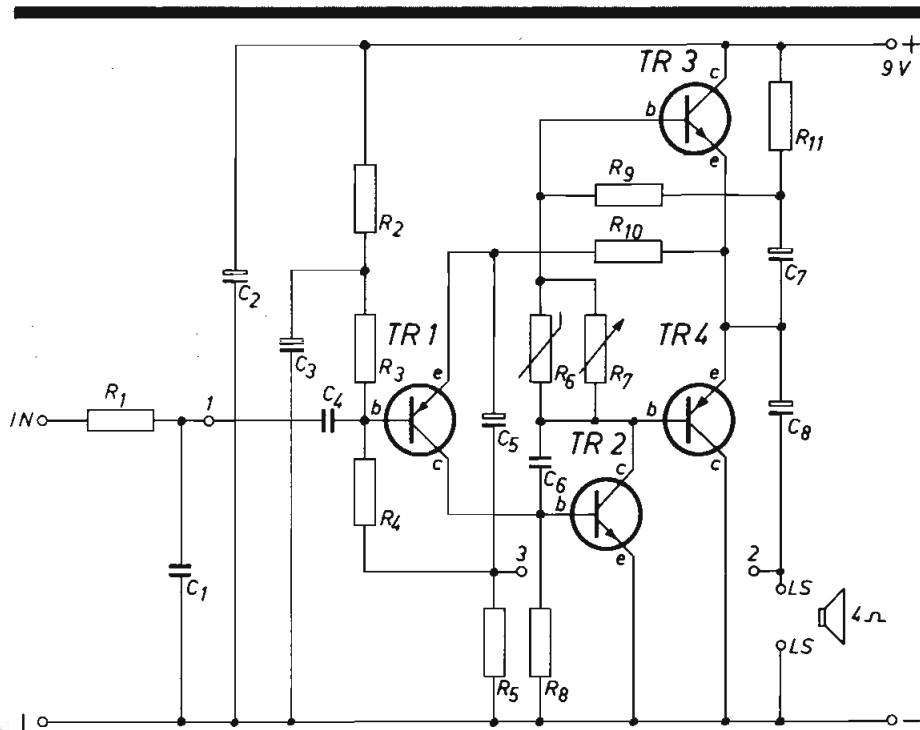 +
9 V
TR 3
c
b
e
R11
R9
R10
R2
C7
C2
C3
R3
TR 1
e
R6
R7
TR 4
e
IN
R1
1
C4
b
C5
b
C8
c
TR 2
c
c
C6
b
R4
3
e
2
LS
4 Ω
C1
LS
R5
R8
−